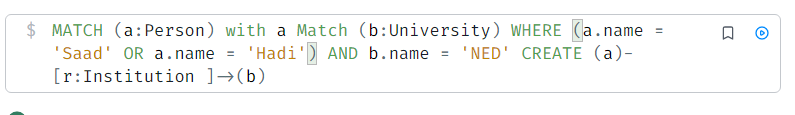 $ MATCH (a:Person) with a Match (b:University) WHERE (a.name =
'Saad' OR a.name = 'Hadi') AND b.name = 'NED' CREATE (a)-
[r:Institution ]→(b)